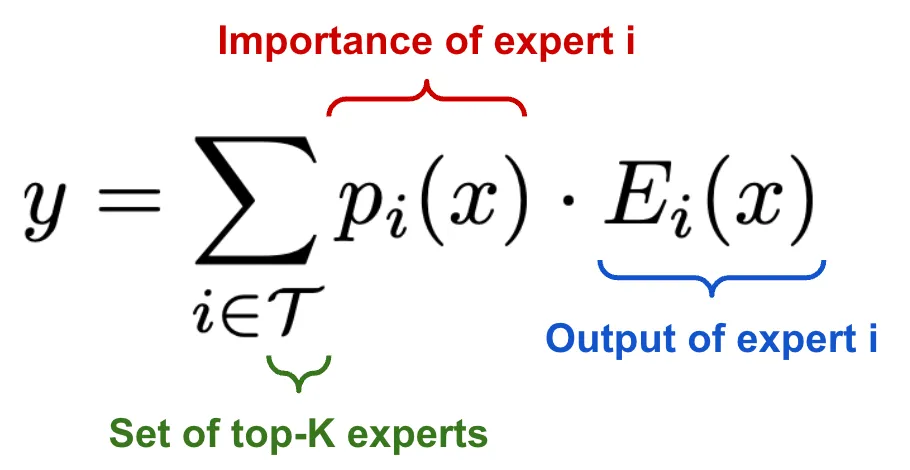 Importance of expert i
y = ∑ p_i(x) · E_i(x)
i∈𝒯
Output of expert i
Set of top-K experts